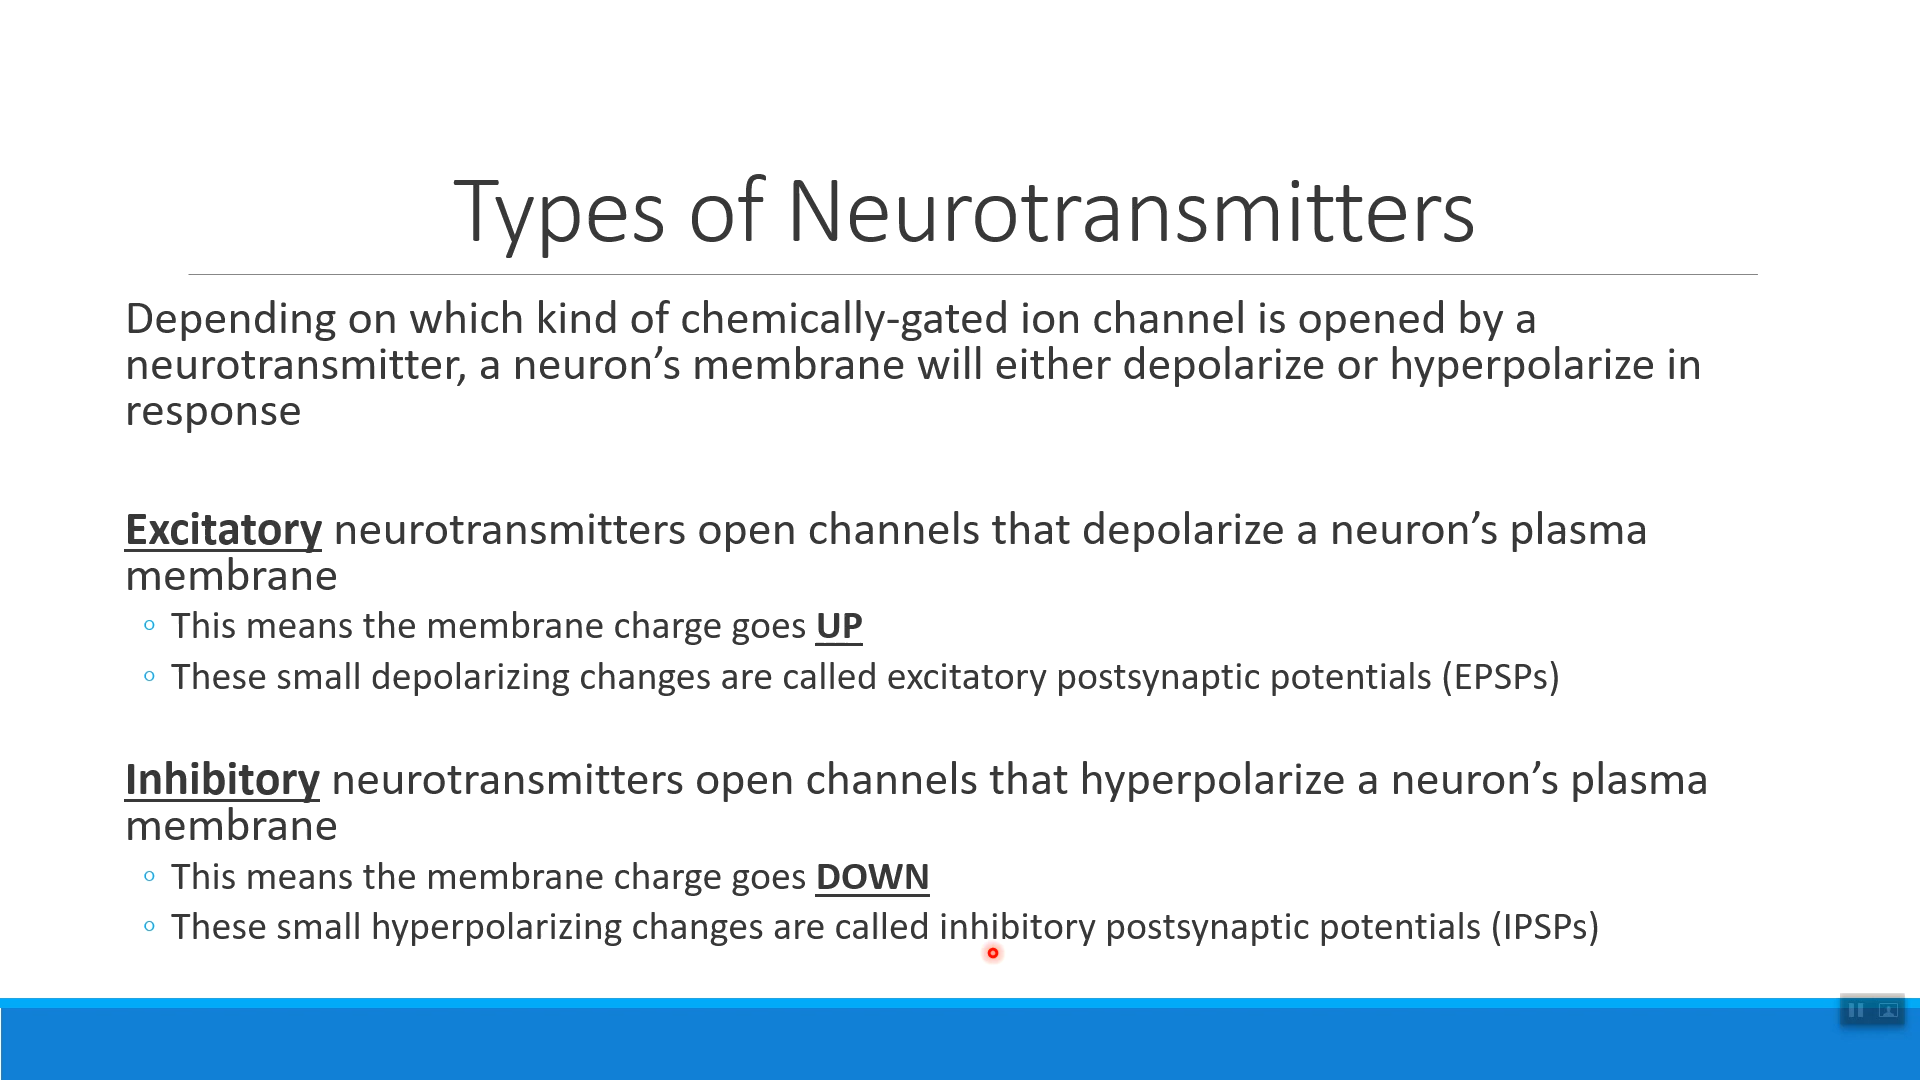 Types of Neurotransmitters
Depending on which kind of chemically-gated ion channel is opened by a
neurotransmitter, a neuron’s membrane will either depolarize or hyperpolarize in
response
Excitatory neurotransmitters open channels that depolarize a neuron’s plasma
membrane
◦ This means the membrane charge goes UP
◦ These small depolarizing changes are called excitatory postsynaptic potentials (EPSPs)
Inhibitory neurotransmitters open channels that hyperpolarize a neuron’s plasma
membrane
◦ This means the membrane charge goes DOWN
◦ These small hyperpolarizing changes are called inhibitory postsynaptic potentials (IPSPs)